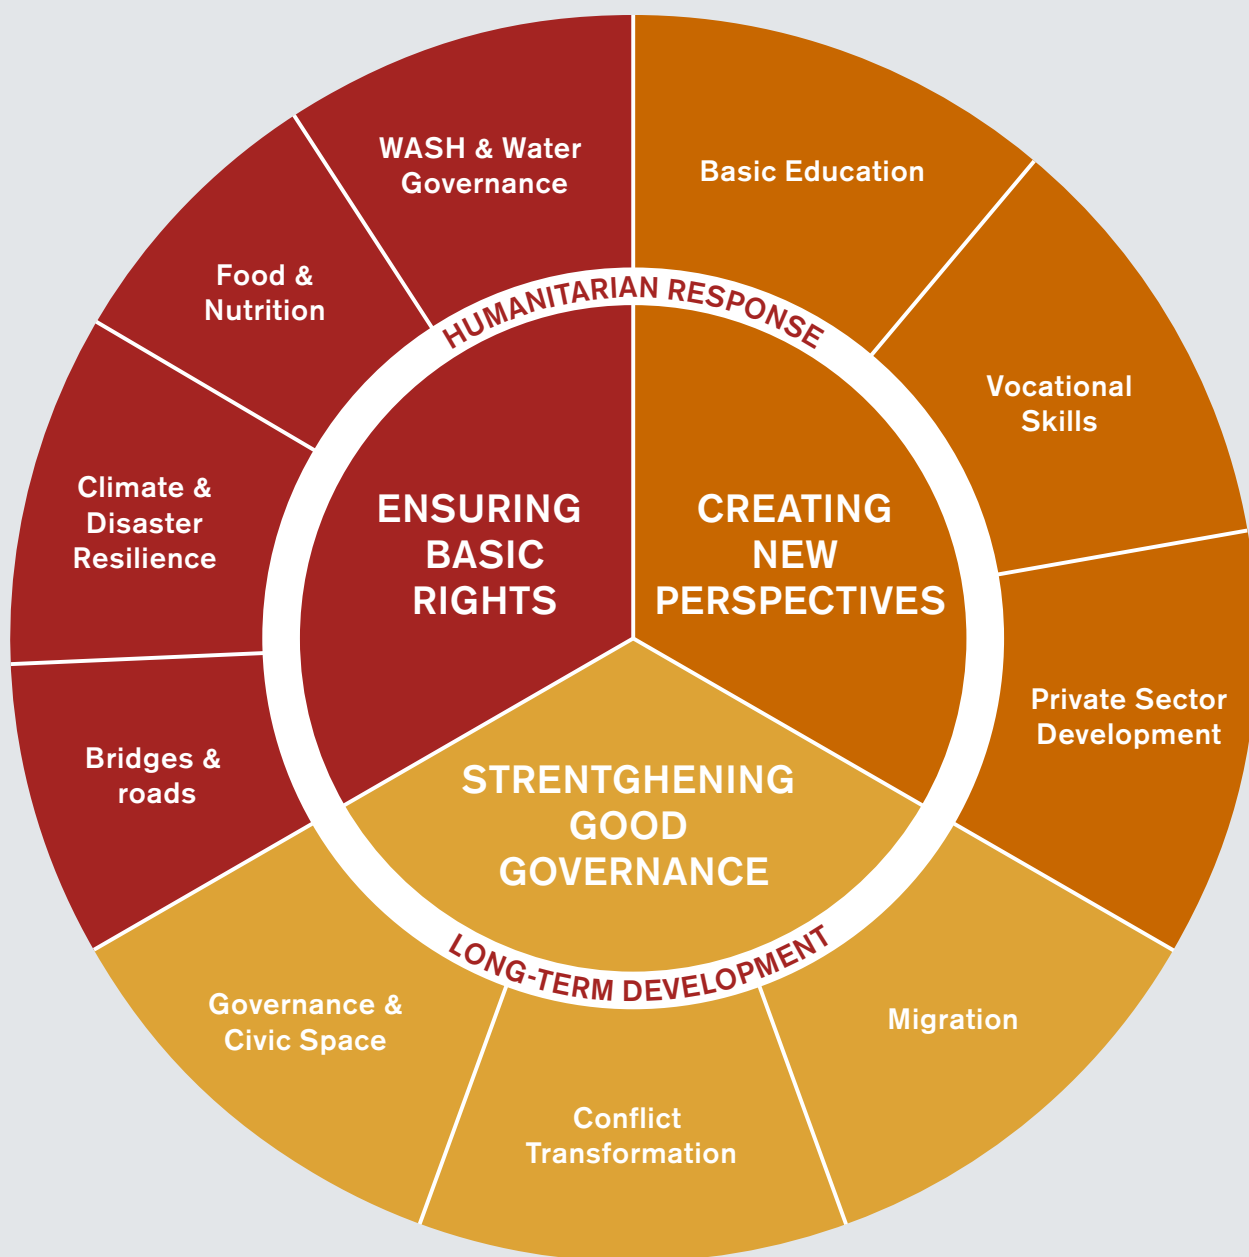 WASH & Water
Governance
Basic Education
Food &
Nutrition
HUMANITARIAN RESPONSE
Vocational
Skills
Climate &
Disaster
Resilience
ENSURING
BASIC
RIGHTS
CREATING
NEW
PERSPECTIVES
Private Sector
Development
Bridges &
roads
STRENTGHENING
GOOD
GOVERNANCE
LONG-TERM DEVELOPMENT
Governance &
Civic Space
Migration
Conflict
Transformation